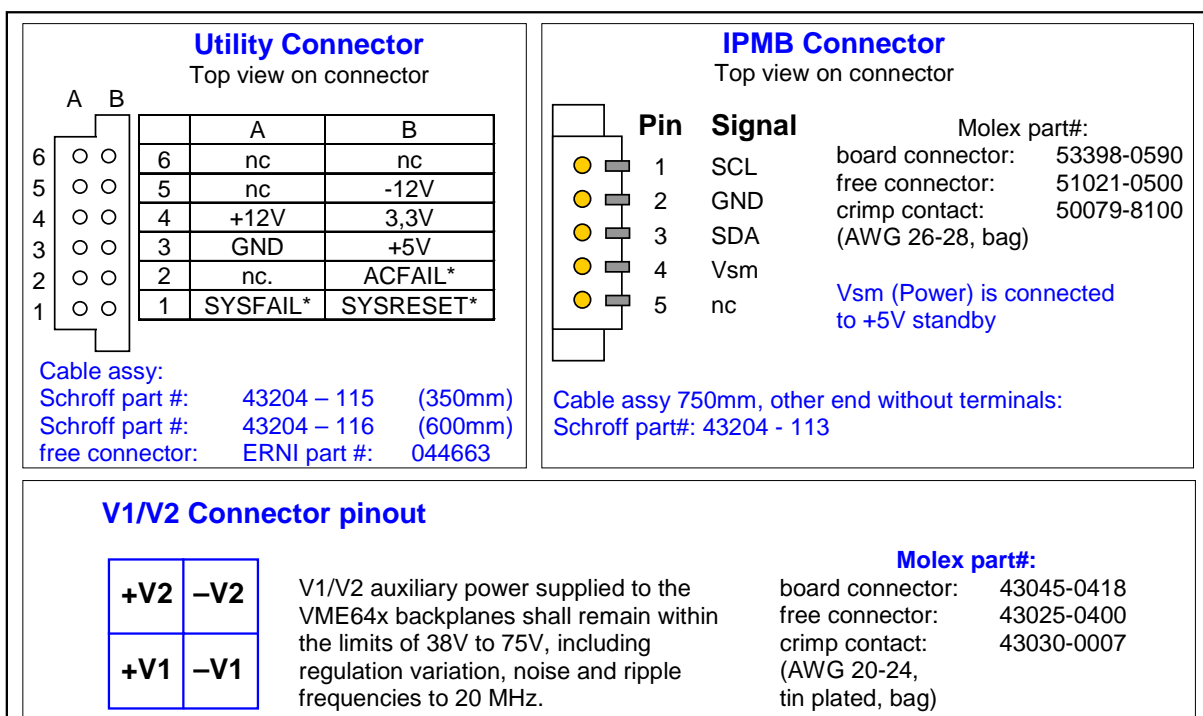 Utility Connector
Top view on connector
A B
A B
6 6 nc nc
5 5 nc -12V
4 4 +12V 3,3V
3 3 GND +5V
2 2 nc. ACFAIL*
1 1 SYSFAIL* SYSRESET*
Cable assy:
Schroff part #: 43204 – 115 (350mm)
Schroff part #: 43204 – 116 (600mm)
free connector: ERNI part #: 044663
IPMB Connector
Top view on connector
Pin Signal
1 SCL
2 GND
3 SDA
4 Vsm
5 nc
Molex part#:
board connector: 53398-0590
free connector: 51021-0500
crimp contact: 50079-8100
(AWG 26-28, bag)
Vsm (Power) is connected
to +5V standby
Cable assy 750mm, other end without terminals:
Schroff part#: 43204 - 113
V1/V2 Connector pinout
+V2 –V2
+V1 –V1
V1/V2 auxiliary power supplied to the
VME64x backplanes shall remain within
the limits of 38V to 75V, including
regulation variation, noise and ripple
frequencies to 20 MHz.
Molex part#:
board connector: 43045-0418
free connector: 43025-0400
crimp contact: 43030-0007
(AWG 20-24,
tin plated, bag)